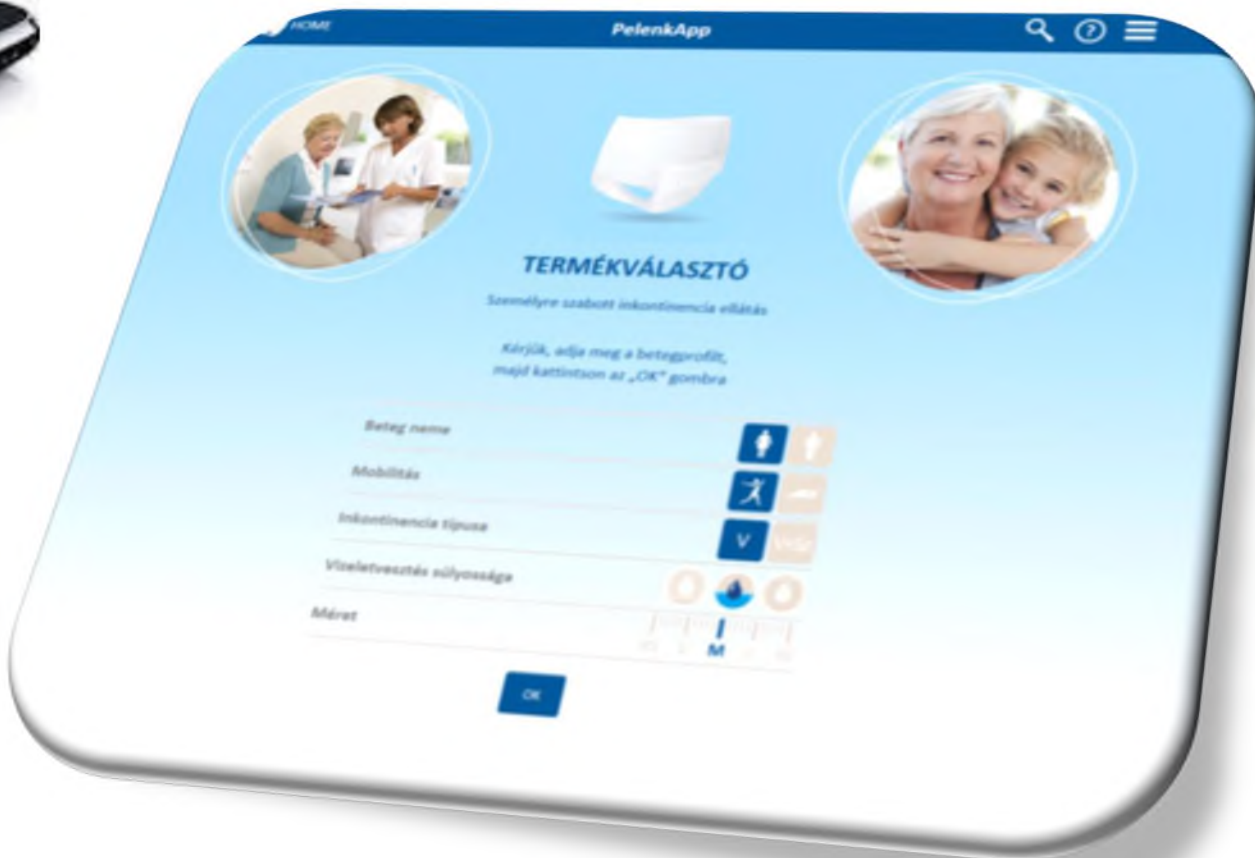 HOME
PelenkApp
TERMÉKVÁLASZTÓ
Személyre szabott inkontinencia ellátás
Kérjük, adja meg a betegprofilt,
majd kattintson az „OK” gombra
Beteg neme
Mobilitás
Inkontinencia típusa
V
Vizeletvesztés súlyossága
Méret
M
OK